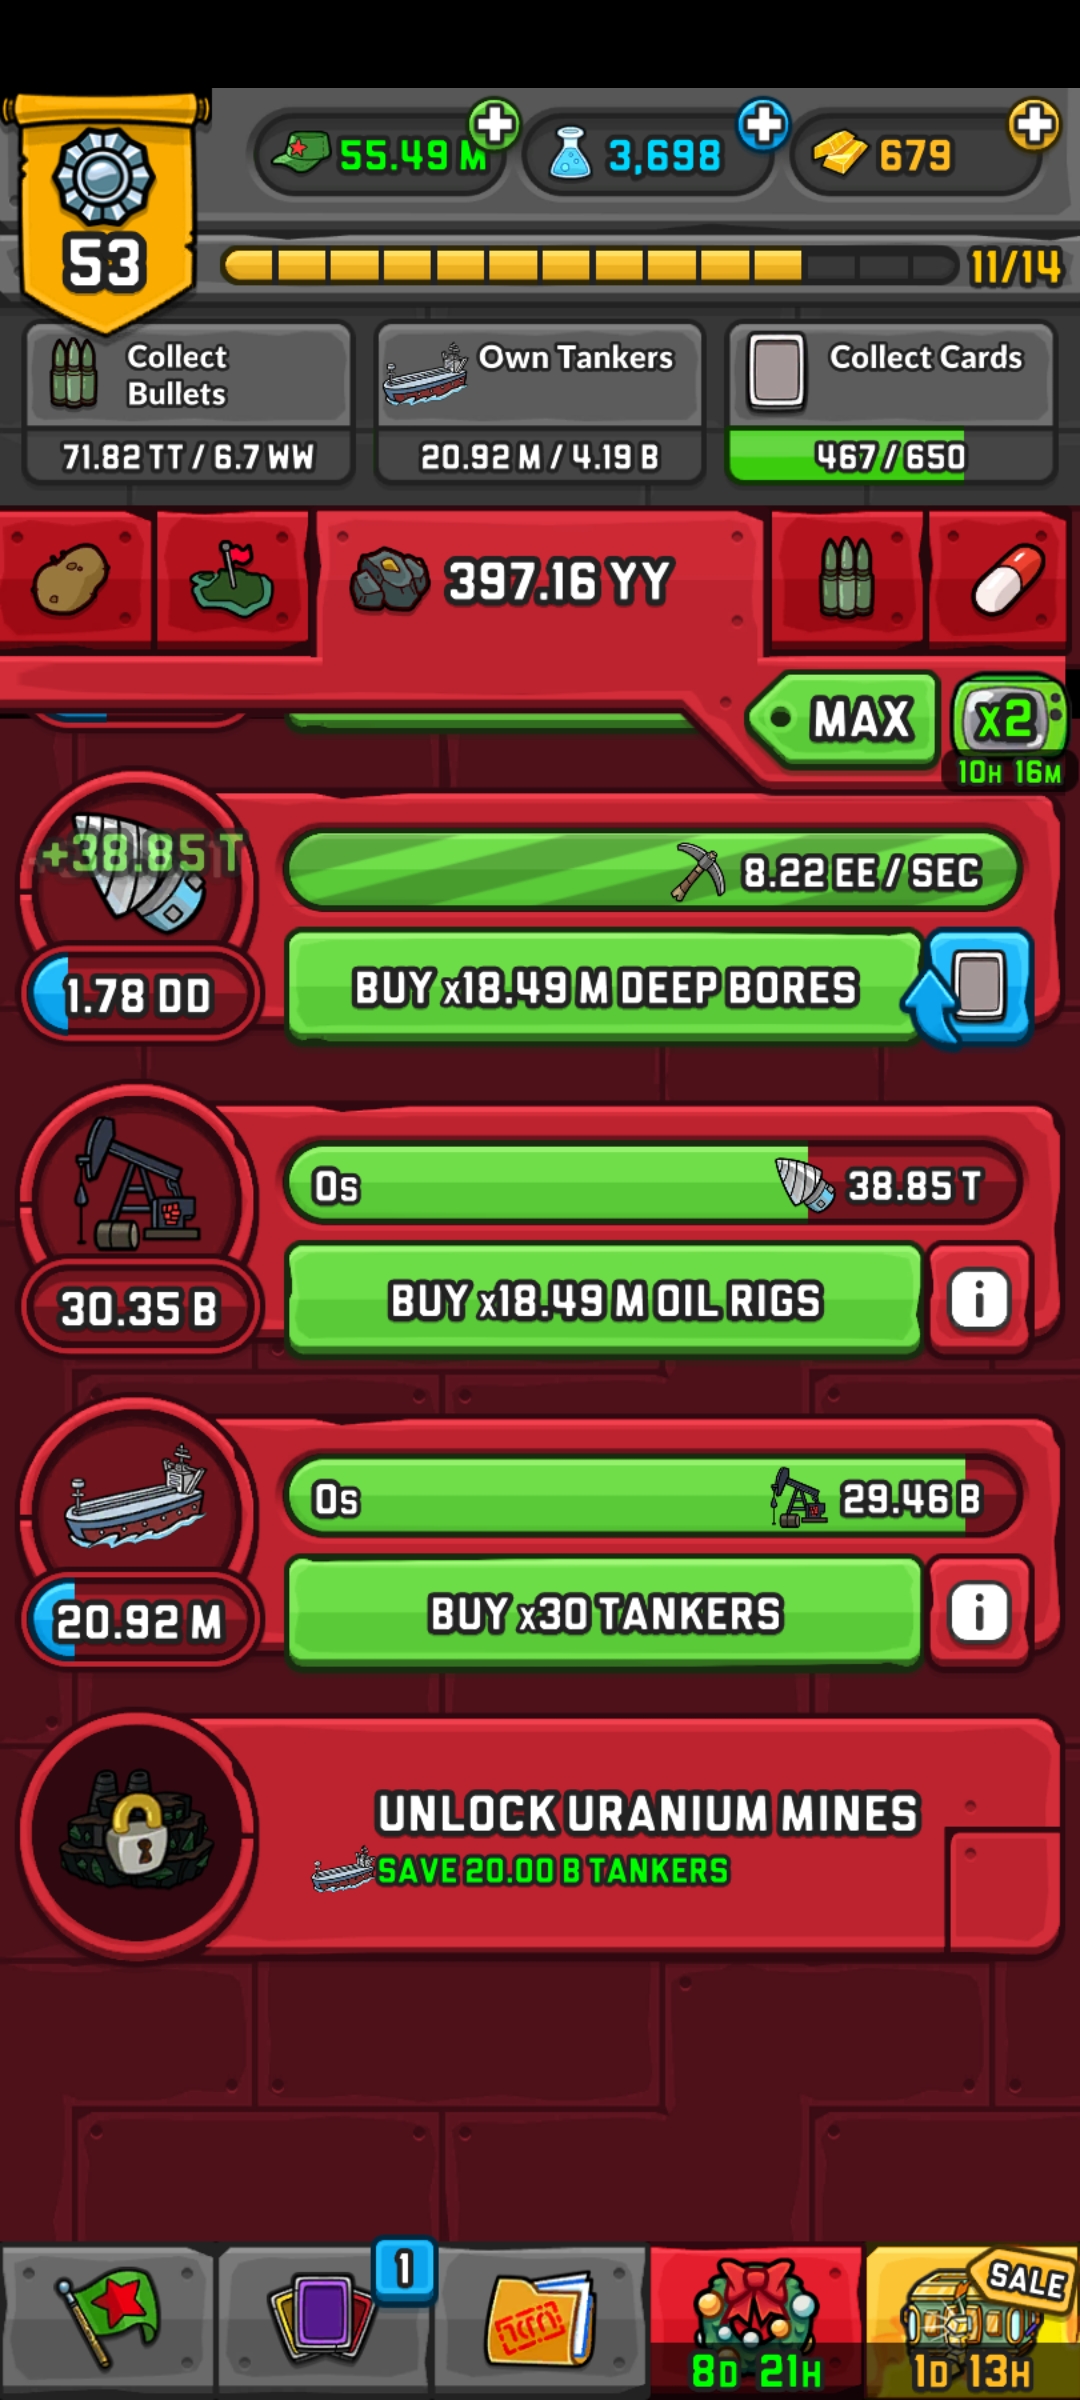 55.49 M
3,698
679
53
11/14
Collect
Bullets
71.82 TT / 6.7 WW
Own Tankers
20.92 M / 4.19 B
Collect Cards
467 / 650
397.16 YY
MAX
x2
10H 16M
+38.85 T
8.22 EE / SEC
1.78 DD
BUY x18.49 M DEEP BORES
0s
38.85 T
30.35 B
BUY x18.49 M OIL RIGS
i
0s
29.46 B
20.92 M
BUY x30 TANKERS
i
UNLOCK URANIUM MINES
SAVE 20.00 B TANKERS
1
SALE
8D 21H
1D 13H